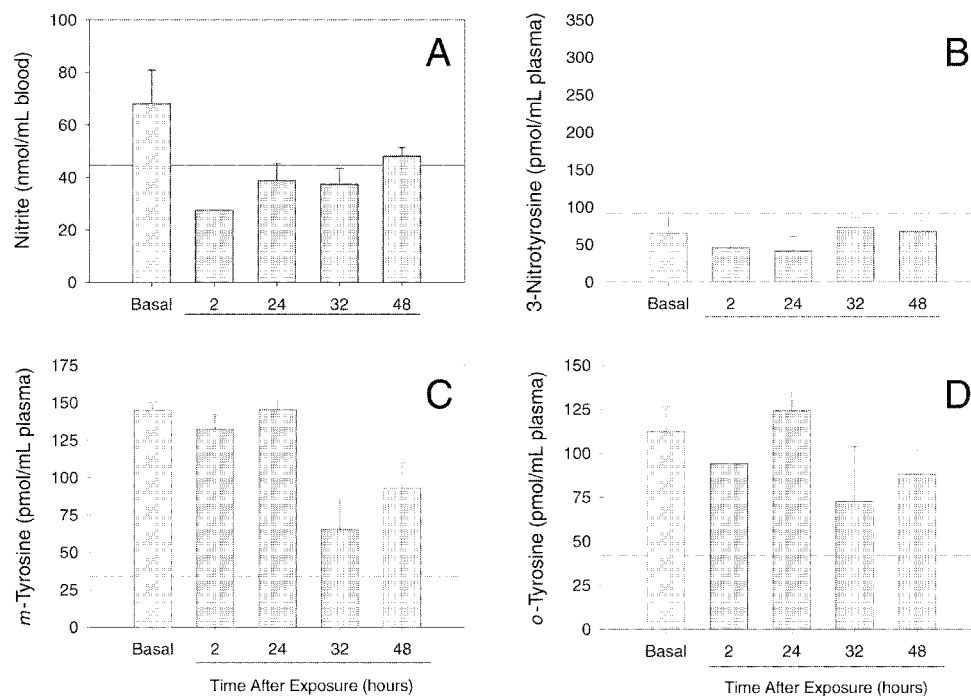 A
Nitrite (nmol/mL blood)
100
80
60
40
20
0
Basal 2 24 32 48
B
3-Nitrotyrosine (pmol/mL plasma)
350
300
250
200
150
100
50
0
Basal 2 24 32 48
C
m-Tyrosine (pmol/mL plasma)
175
150
125
100
75
50
25
0
Basal 2 24 32 48
Time After Exposure (hours)
D
o-Tyrosine (pmol/mL plasma)
150
125
100
75
50
25
0
Basal 2 24 32 48
Time After Exposure (hours)